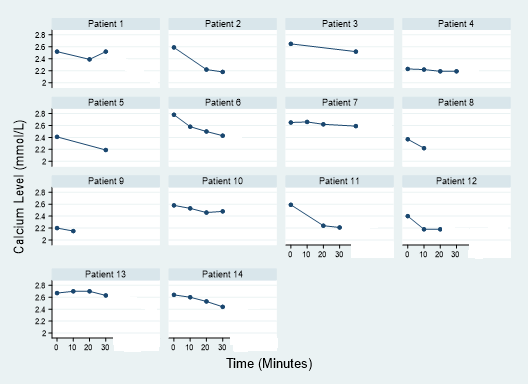 Patient 1 Patient 2 Patient 3 Patient 4
2.8
2.6
2.4
2.2
2
Patient 5 Patient 6 Patient 7 Patient 8
2.8
2.6
2.4
2.2
2
Patient 9 Patient 10 Patient 11 Patient 12
2.8
2.6
2.4
2.2
2
0 10 20 30 0 10 20 30
Patient 13 Patient 14
2.8
2.6
2.4
2.2
2
0 10 20 30 0 10 20 30
Calcium Level (mmol/L)
Time (Minutes)